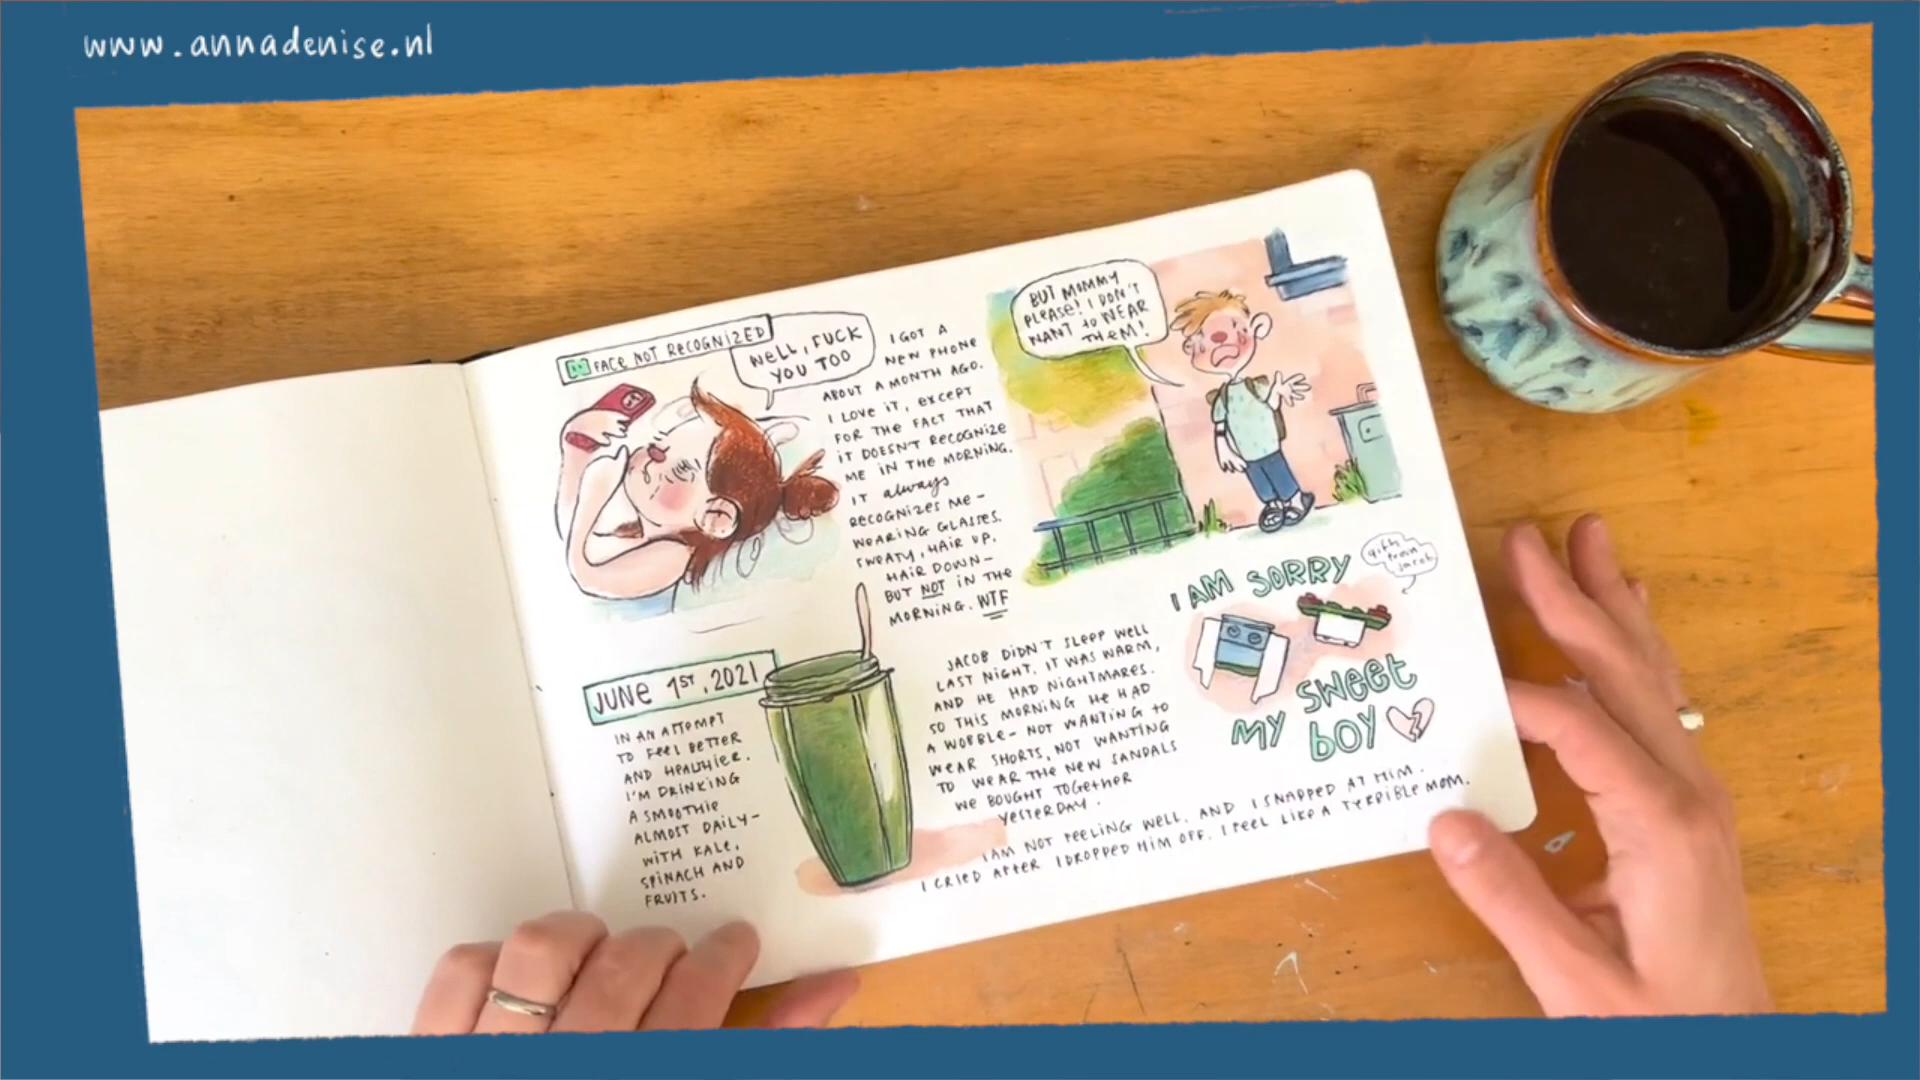 www.annadenise.nl
FACE NOT RECOGNIZED
WELL, FUCK
YOU TOO
I GOT A
NEW PHONE
ABOUT A MONTH AGO.
I LOVE IT, EXCEPT
FOR THE FACT THAT
IT DOESN'T RECOGNIZE
ME IN THE MORNING.
IT always
RECOGNIZES ME -
WEARING GLASSES.
SWEATY, HAIR UP.
HAIR DOWN -
BUT NOT IN THE
MORNING. WTF
JUNE 1ST, 2021
IN AN ATTEMPT
TO FEEL BETTER
AND HEALTHIER.
I'M DRINKING
A SMOOTHIE
ALMOST DAILY -
WITH KALE,
SPINACH AND
FRUITS.
BUT MOMMY
PLEASE! I DON'T
WANT to WEAR
THEM!
JACOB DIDN'T SLEEP WELL
LAST NIGHT. IT WAS WARM,
AND HE HAD NIGHTMARES.
SO THIS MORNING HE HAD
A WOBBLE - NOT WANTING to
WEAR SHORTS, NOT WANTING
TO WEAR THE NEW SANDALS
WE BOUGHT TOGETHER
YESTERDAY.
I AM NOT FEELING WELL, AND I SNAPPED AT HIM.
I CRIED AFTER I DROPPED HIM OFF. I FEEL LIKE A TERRIBLE MOM.
I AM SORRY
gifts
from
Jacob
MY SWEET
BOY